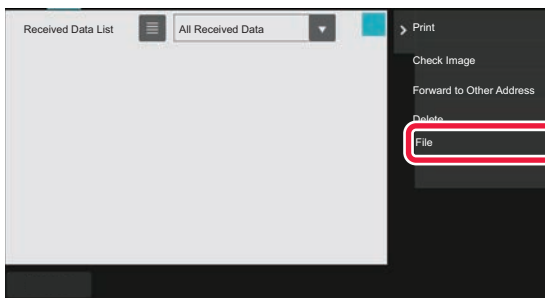 Received Data List
All Received Data
Print
Check Image
Forward to Other Address
Delete
File